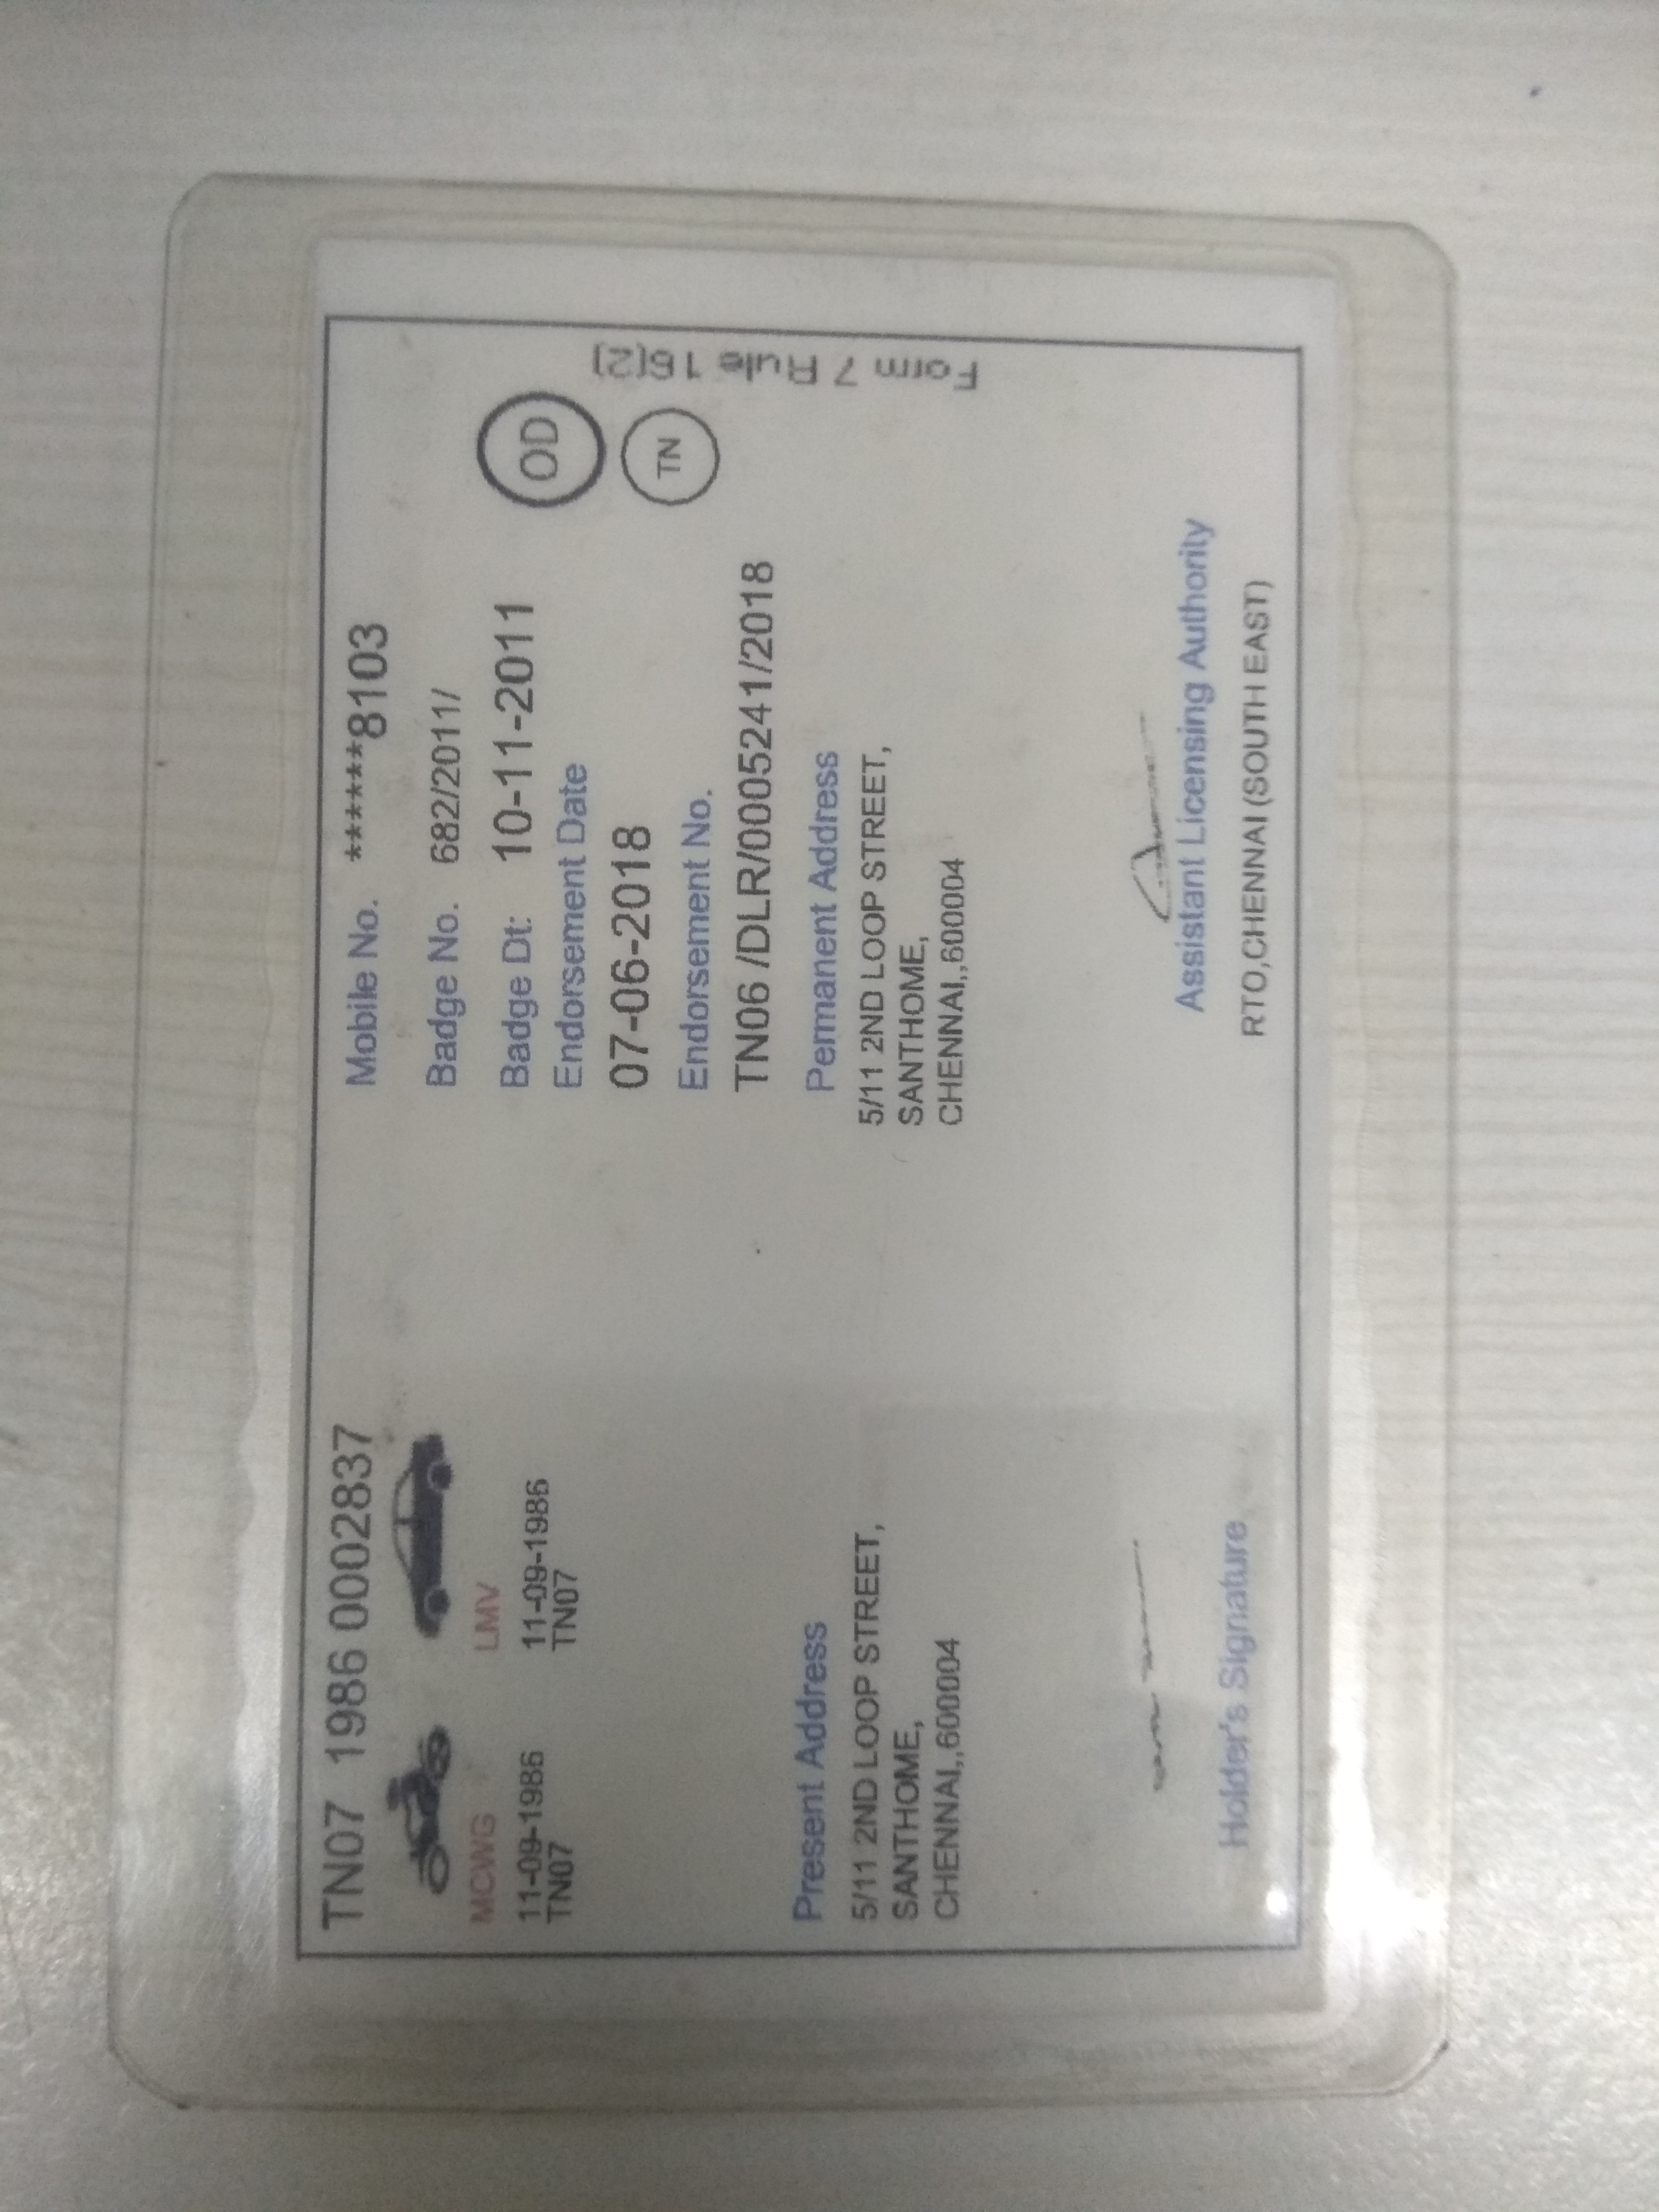 TN07 1986 0002837
MCWG
11-09-1986
TN07
LMV
11-09-1986
TN07
Mobile No. ******8103
Badge No. 682/2011/
Badge Dt: 10-11-2011
Endorsement Date
07-06-2018
Endorsement No.
TN06 /DLR/0005241/2018
OD
TN
Form 7 Rule 16(2)
Present Address
5/11 2ND LOOP STREET,
SANTHOME,
CHENNAI,,600004
Permanent Address
5/11 2ND LOOP STREET,
SANTHOME,
CHENNAI,,600004
Holder's Signature
Assistant Licensing Authority
RTO,CHENNAI (SOUTH EAST)